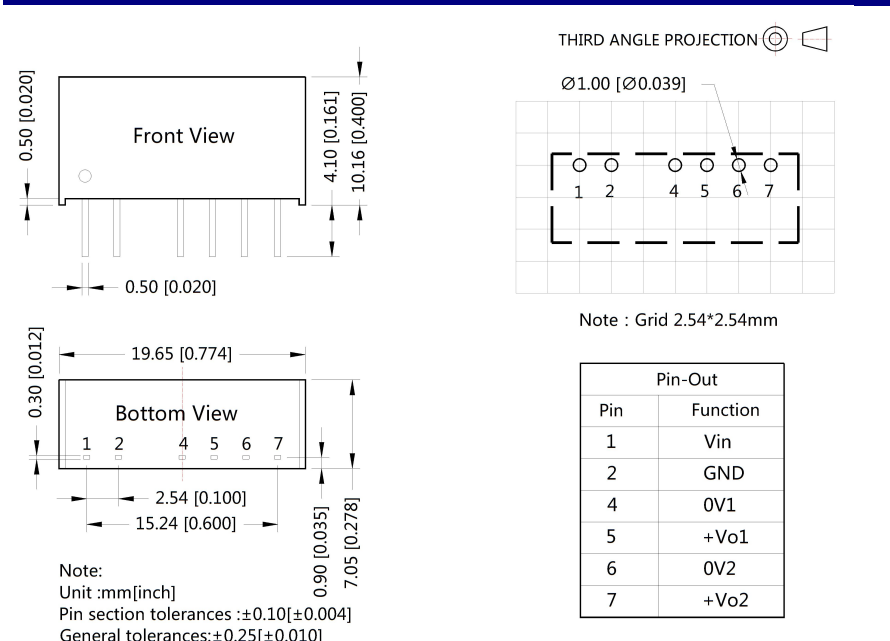 THIRD ANGLE PROJECTION
0.50 [0.020]
Front View
4.10 [0.161]
10.16 [0.400]
0.50 [0.020]
Ø1.00 [Ø0.039]
1 2 4 5 6 7
Note : Grid 2.54*2.54mm
0.30 [0.012]
19.65 [0.774]
Bottom View
1 2 4 5 6 7
2.54 [0.100]
15.24 [0.600]
0.90 [0.035]
7.05 [0.278]
Note:
Unit :mm[inch]
Pin section tolerances :±0.10[±0.004]
General tolerances:±0.25[±0.010]
Pin-Out
Pin Function
1 Vin
2 GND
4 0V1
5 +Vo1
6 0V2
7 +Vo2